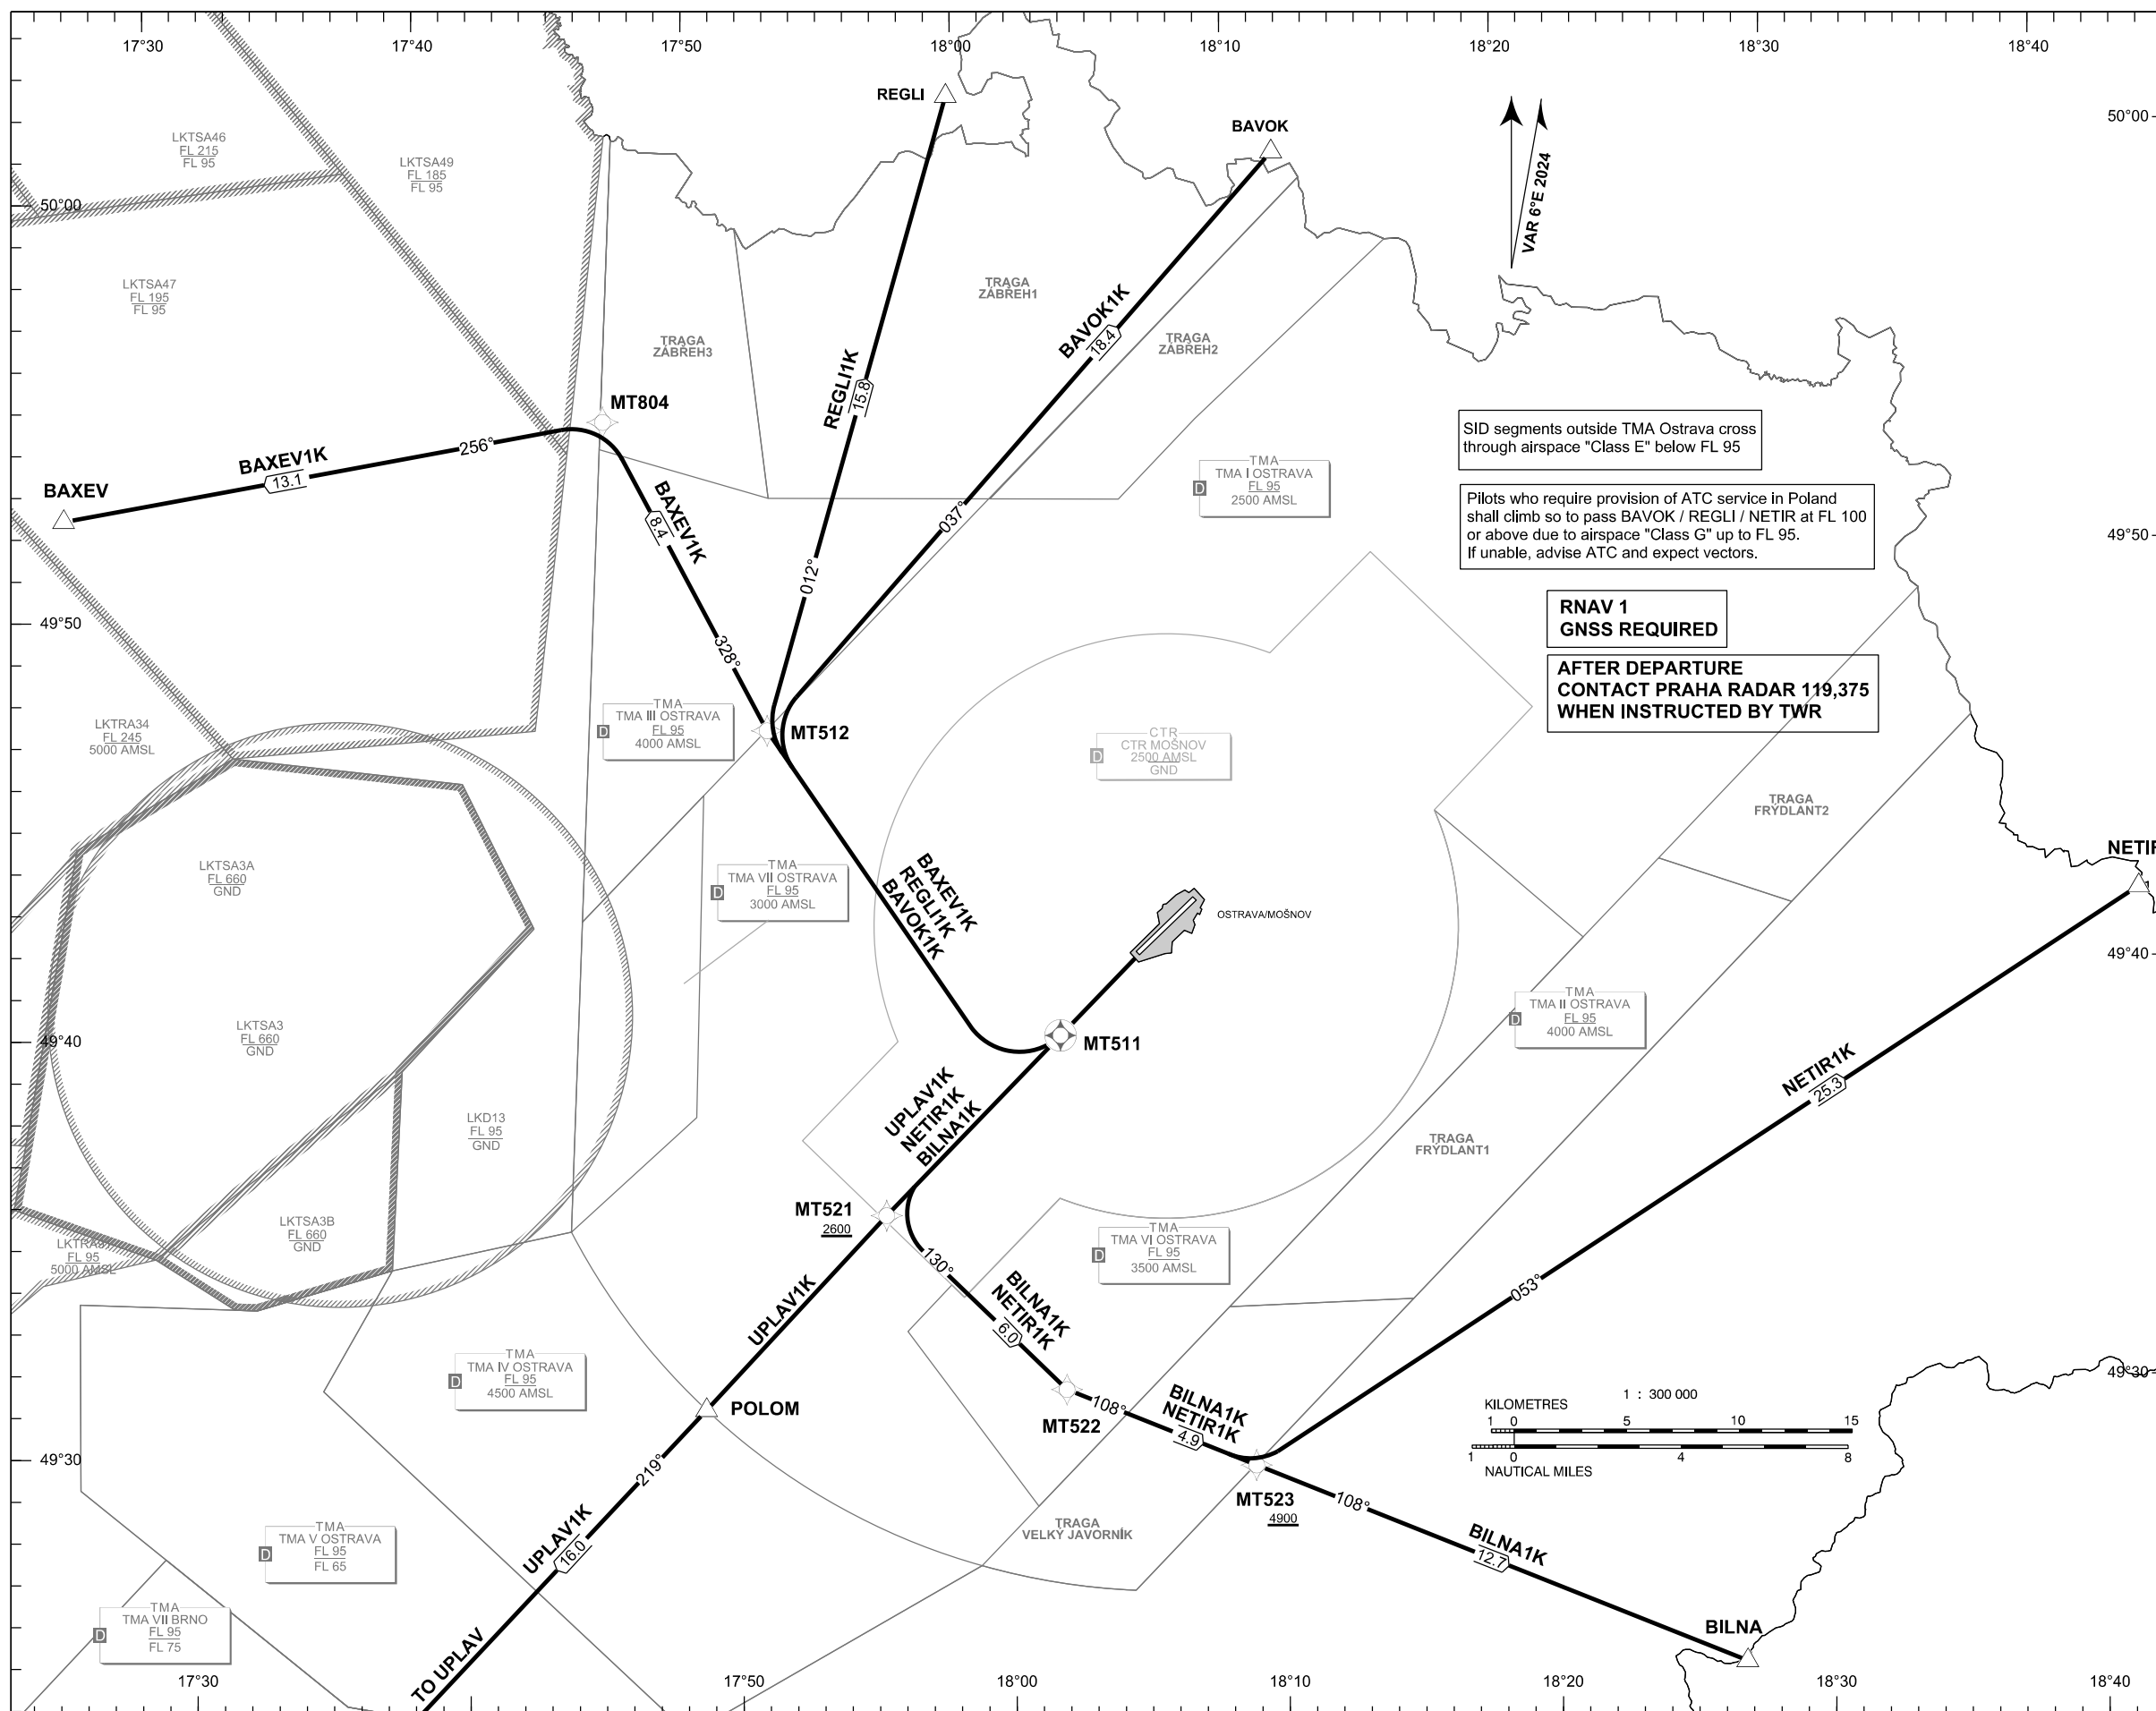 17°30
17°40
17°50
18°00
18°10
18°20
18°30
18°40
REGLI
BAVOK
50°00
VAR 6°E 2024
LKTSA46
FL 215
FL 95
LKTSA49
FL 185
FL 95
50°00
LKTSA47
FL 195
FL 95
TRAGA
ZÁBŘEH1
TRAGA
ZÁBŘEH3
TRAGA
ZÁBŘEH2
BAVOK1K
18.4
REGLI1K
15.8
MT804
BAXEV1K
13.1
256°
BAXEV
BAXEV1K
8.4
037°
012°
328°
TMA
TMA I OSTRAVA
FL 95
2500 AMSL
D
SID segments outside TMA Ostrava cross
through airspace "Class E" below FL 95
Pilots who require provision of ATC service in Poland
shall climb so to pass BAVOK / REGLI / NETIR at FL 100
or above due to airspace "Class G" up to FL 95.
If unable, advise ATC and expect vectors.
49°50
RNAV 1
GNSS REQUIRED
49°50
AFTER DEPARTURE
CONTACT PRAHA RADAR 119,375
WHEN INSTRUCTED BY TWR
LKTRA34
FL 245
5000 AMSL
TMA
TMA III OSTRAVA
FL 95
4000 AMSL
D
MT512
CTR
CTR MOŠNOV
2500 AMSL
GND
D
TRAGA
FRÝDLANT2
NETIR
LKTSA3A
FL 660
GND
TMA
TMA VII OSTRAVA
FL 95
3000 AMSL
D
BAXEV1K
REGLI1K
BAVOK1K
OSTRAVA/MOŠNOV
49°40
LKTSA3
FL 660
GND
49°40
MT511
TMA
TMA II OSTRAVA
FL 95
4000 AMSL
D
NETIR1K
25.3
UPLAV1K
NETIR1K
BILNA1K
LKD13
FL 95
GND
TRAGA
FRÝDLANT1
MT521
2600
LKTSA3B
FL 660
GND
FL 95
5000 AMSL
130°
TMA
TMA VI OSTRAVA
FL 95
3500 AMSL
D
053°
UPLAV1K
BILNA1K
NETIR1K
6.0
TMA
TMA IV OSTRAVA
FL 95
4500 AMSL
D
49°30
POLOM
MT522
108°
BILNA1K
NETIR1K
4.9
1 : 300 000
KILOMETRES
1 0 5 10 15
1 0 4 8
NAUTICAL MILES
49°30
219°
MT523
4900
108°
TRAGA
VELKÝ JAVORNÍK
UPLAV1K
16.0
BILNA1K
12.7
TMA
TMA V OSTRAVA
FL 95
FL 65
D
TMA
TMA VII BRNO
FL 95
FL 75
D
TO UPLAV
BILNA
17°30
17°50
18°00
18°10
18°20
18°30
18°40